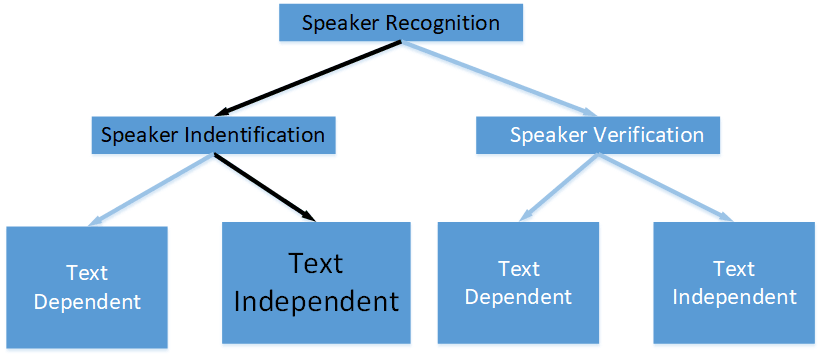 Speaker Recognition
Speaker Indentification
Speaker Verification
Text
Dependent
Text
Independent
Text
Dependent
Text
Independent